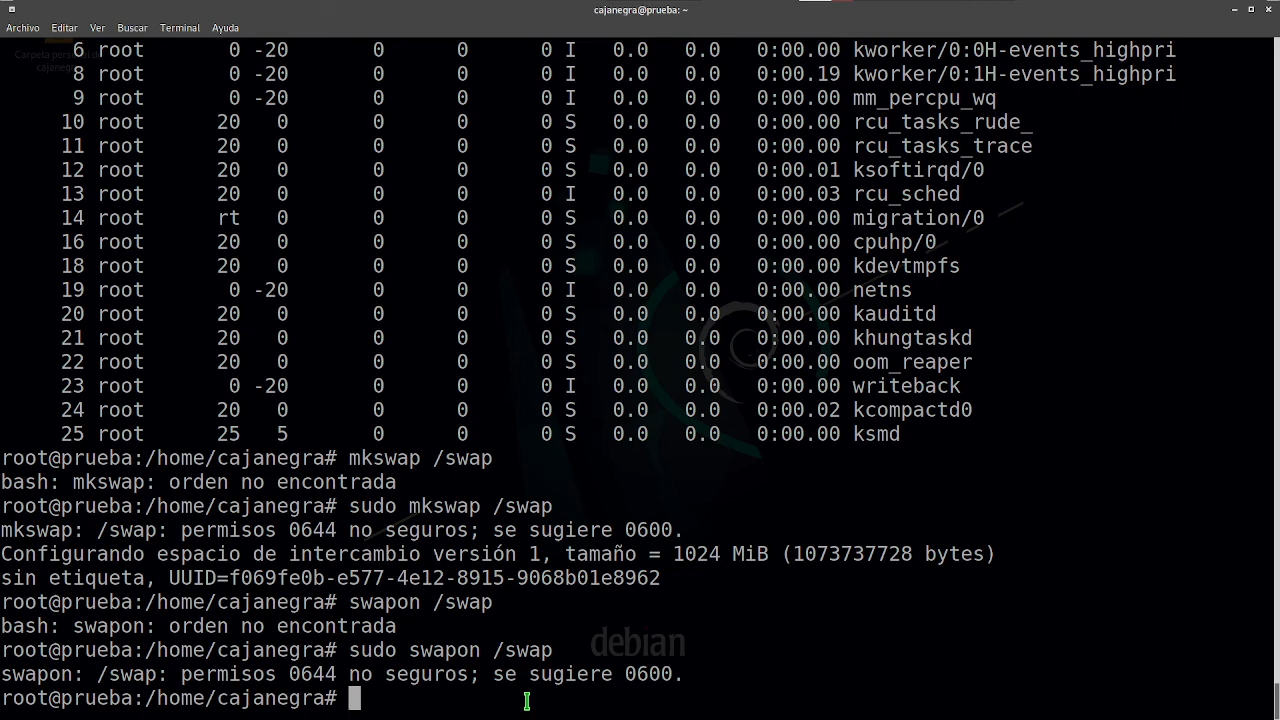 cajanegra@prueba: ~
Archivo Editar Ver Buscar Terminal Ayuda
Carpeta personal de
cajanegra
6 root 0 -20 0 0 0 I 0.0 0.0 0:00.00 kworker/0:0H-events_highpri
8 root 0 -20 0 0 0 I 0.0 0.0 0:00.19 kworker/0:1H-events_highpri
9 root 0 -20 0 0 0 I 0.0 0.0 0:00.00 mm_percpu_wq
10 root 20 0 0 0 0 S 0.0 0.0 0:00.00 rcu_tasks_rude_
11 root 20 0 0 0 0 S 0.0 0.0 0:00.00 rcu_tasks_trace
12 root 20 0 0 0 0 S 0.0 0.0 0:00.01 ksoftirqd/0
13 root 20 0 0 0 0 I 0.0 0.0 0:00.03 rcu_sched
14 root rt 0 0 0 0 S 0.0 0.0 0:00.00 migration/0
16 root 20 0 0 0 0 S 0.0 0.0 0:00.00 cpuhp/0
18 root 20 0 0 0 0 S 0.0 0.0 0:00.00 kdevtmpfs
19 root 0 -20 0 0 0 I 0.0 0.0 0:00.00 netns
20 root 20 0 0 0 0 S 0.0 0.0 0:00.00 kauditd
21 root 20 0 0 0 0 S 0.0 0.0 0:00.00 khungtaskd
22 root 20 0 0 0 0 S 0.0 0.0 0:00.00 oom_reaper
23 root 0 -20 0 0 0 I 0.0 0.0 0:00.00 writeback
24 root 20 0 0 0 0 S 0.0 0.0 0:00.02 kcompactd0
25 root 25 5 0 0 0 S 0.0 0.0 0:00.00 ksmd
root@prueba:/home/cajanegra# mkswap /swap
bash: mkswap: orden no encontrada
root@prueba:/home/cajanegra# sudo mkswap /swap
mkswap: /swap: permisos 0644 no seguros; se sugiere 0600.
Configurando espacio de intercambio versión 1, tamaño = 1024 MiB (1073737728 bytes)
sin etiqueta, UUID=f069fe0b-e577-4e12-8915-9068b01e8962
root@prueba:/home/cajanegra# swapon /swap
bash: swapon: orden no encontrada
debian
root@prueba:/home/cajanegra# sudo swapon /swap
swapon: /swap: permisos 0644 no seguros; se sugiere 0600.
root@prueba:/home/cajanegra#